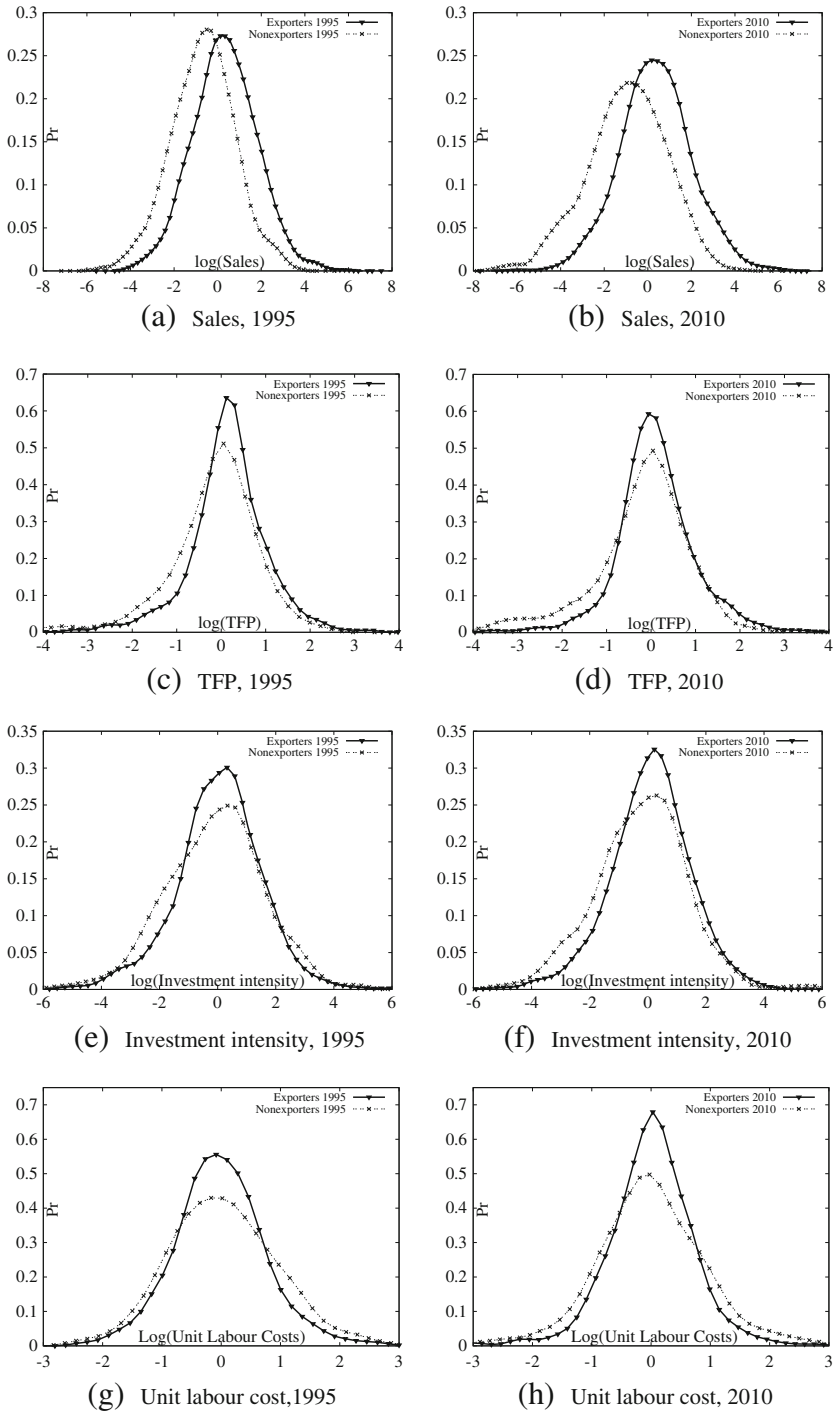 Exporters 1995
Nonexporters 1995
0.3
0.25
0.2
0.15
0.1
0.05
0
Pr
log(Sales)
-8 -6 -4 -2 0 2 4 6 8
(a) Sales, 1995
Exporters 2010
Nonexporters 2010
0.3
0.25
0.2
0.15
0.1
0.05
0
Pr
log(Sales)
-8 -6 -4 -2 0 2 4 6 8
(b) Sales, 2010
Exporters 1995
Nonexporters 1995
0.7
0.6
0.5
0.4
0.3
0.2
0.1
0
Pr
log(TFP)
-4 -3 -2 -1 0 1 2 3 4
(c) TFP, 1995
Exporters 2010
Nonexporters 2010
0.7
0.6
0.5
0.4
0.3
0.2
0.1
0
Pr
log(TFP)
-4 -3 -2 -1 0 1 2 3 4
(d) TFP, 2010
Exporters 1995
Nonexporters 1995
0.35
0.3
0.25
0.2
0.15
0.1
0.05
0
Pr
log(Investment intensity)
-6 -4 -2 0 2 4 6
(e) Investment intensity, 1995
Exporters 2010
Nonexporters 2010
0.35
0.3
0.25
0.2
0.15
0.1
0.05
0
Pr
log(Investment intensity)
-6 -4 -2 0 2 4 6
(f) Investment intensity, 2010
Exporters 1995
Nonexporters 1995
0.7
0.6
0.5
0.4
0.3
0.2
0.1
0
Pr
Log(Unit Labour Costs)
-3 -2 -1 0 1 2 3
(g) Unit labour cost,1995
Exporters 2010
Nonexporters 2010
0.7
0.6
0.5
0.4
0.3
0.2
0.1
0
Pr
Log(Unit Labour Costs)
-3 -2 -1 0 1 2 3
(h) Unit labour cost, 2010